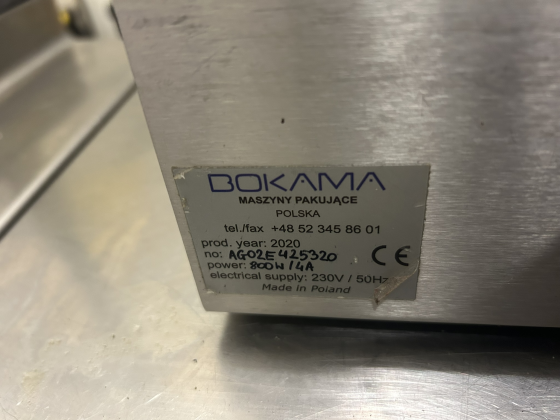 BOKAMA
MASZYNY PAKUJĄCE
POLSKA
tel./fax +48 52 345 86 01
prod. year: 2020
no: AG02E425320
power: 800W/4A
electrical supply: 230V / 50Hz
CE
Made in Poland